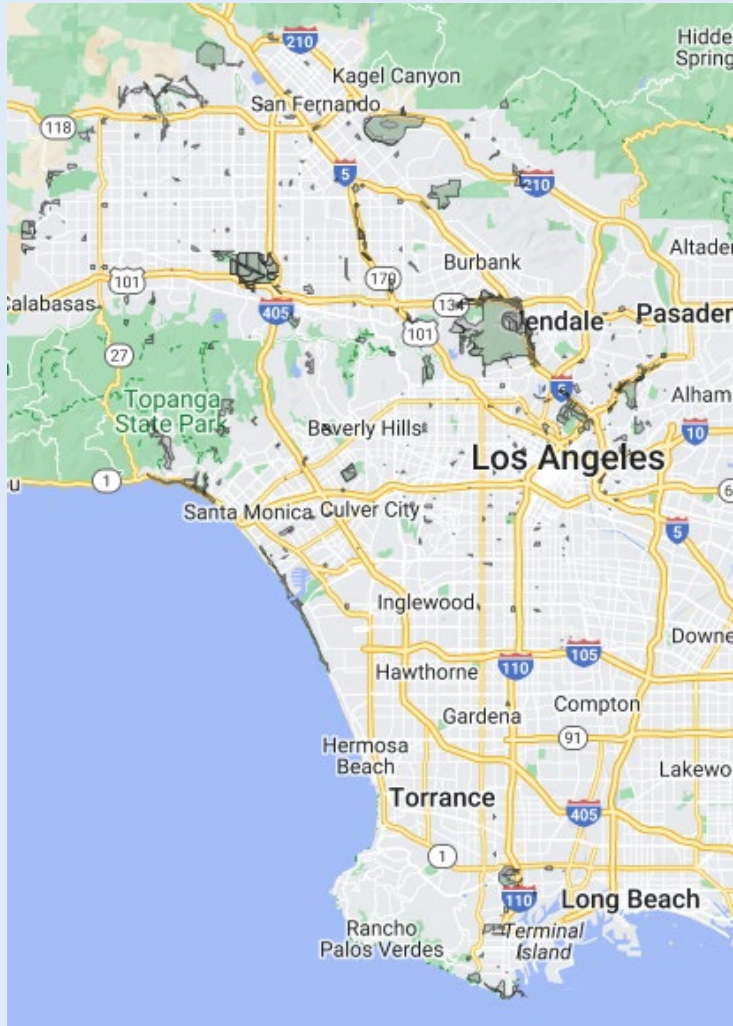 210
Hidde
Spring
Kagel Canyon
San Fernando
118
5
210
Altader
Burbank
170
101
Calabasas
405
134
101
lendale
Pasader
27
5
Topanga
State Park
Alham
Beverly Hills
10
Los Angeles
1
ou
6
Santa Monica
Culver City
5
Inglewood
Downe
105
110
Hawthorne
Compton
Gardena
91
Hermosa
Beach
Lakewo
Torrance
405
1
110
Long Beach
Rancho
Palos Verdes
Terminal
Island